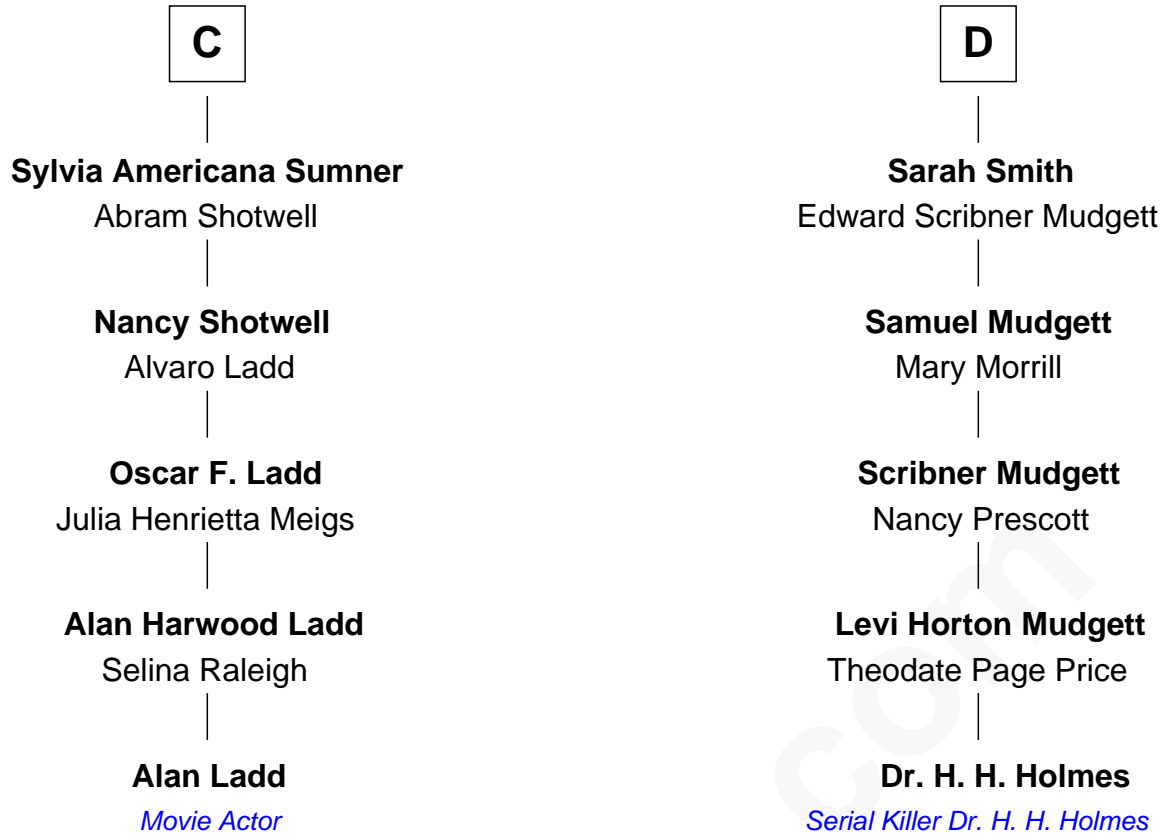 C
Sylvia Americana Sumner
Abram Shotwell
Nancy Shotwell
Alvaro Ladd
Oscar F. Ladd
Julia Henrietta Meigs
Alan Harwood Ladd
Selina Raleigh
Alan Ladd
Movie Actor
D
Sarah Smith
Edward Scribner Mudgett
Samuel Mudgett
Mary Morrill
Scribner Mudgett
Nancy Prescott
Levi Horton Mudgett
Theodate Page Price
Dr. H. H. Holmes
Serial Killer Dr. H. H. Holmes
com